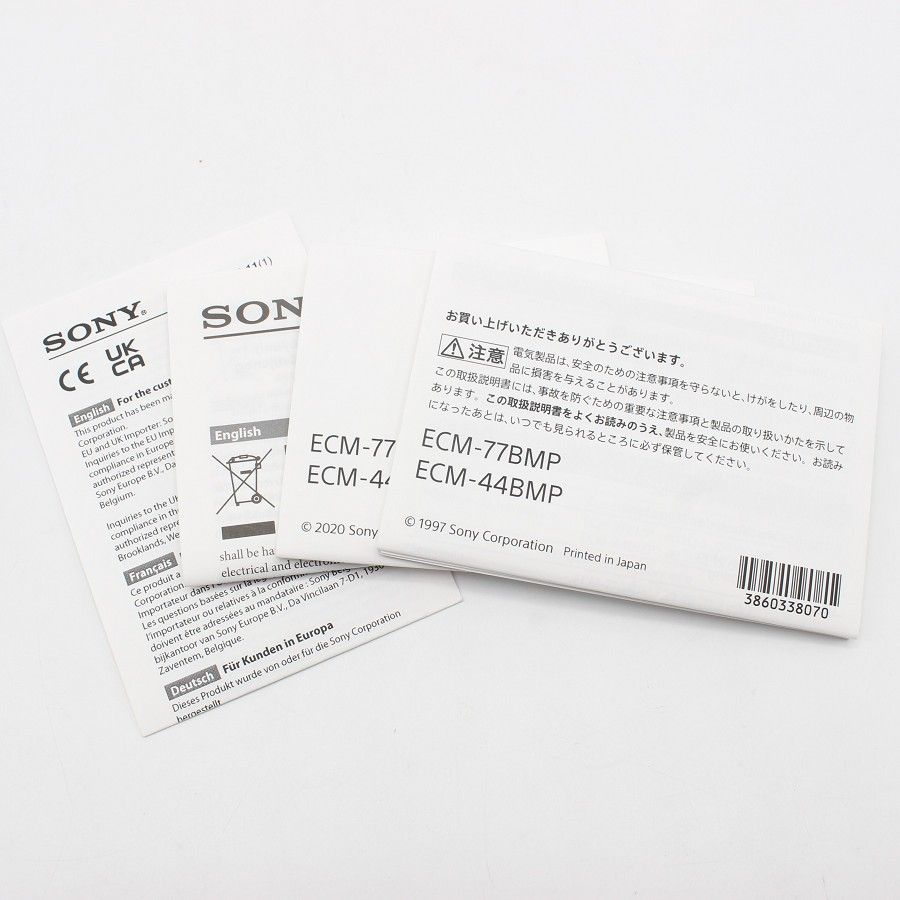 11(1)
SONY®
CE UK CA
English For the cust
This product has been ma
Corporation.
EU and UK importer: So
Inquiries to the EU Imp
compliance in Europe
authorized represent
Sony Europe B.V., Da
Belgium.
Inquiries to the UK
compliance in the
authorized repre
Brooklands, We
Français
Ce produit a
Corporation.
Importateur dans l'
Les questions basées sur la lég
l'importateur ou relatives à la conformi
doivent être adressées au mandataire : Sony Belg
bijkantoor van Sony Europe B.V., Da Vincilaan 7-D1, 1930
Zaventem, Belgique.
Deutsch Für Kunden in Europa
Dieses Produkt wurde von oder für die Sony Corporation
hergestellt.
SON
English
shall be ha
electrical and electron
ECM-77
ECM-44
© 2020 Sony
お買い上げいただきありがとうございます。
注意 電気製品は、安全のための注意事項を守らないと、けがをしたり、周辺の物
品に損害を与えることがあります。
この取扱説明書には、事故を防ぐための重要な注意事項と製品の取り扱いかたを示して
あります。この取扱説明書をよくお読みのうえ、製品を安全にお使いください。お読み
になったあとは、いつでも見られるところに必ず保管してください。
ECM-77BMP
ECM-44BMP
© 1997 Sony Corporation Printed in Japan
3860338070